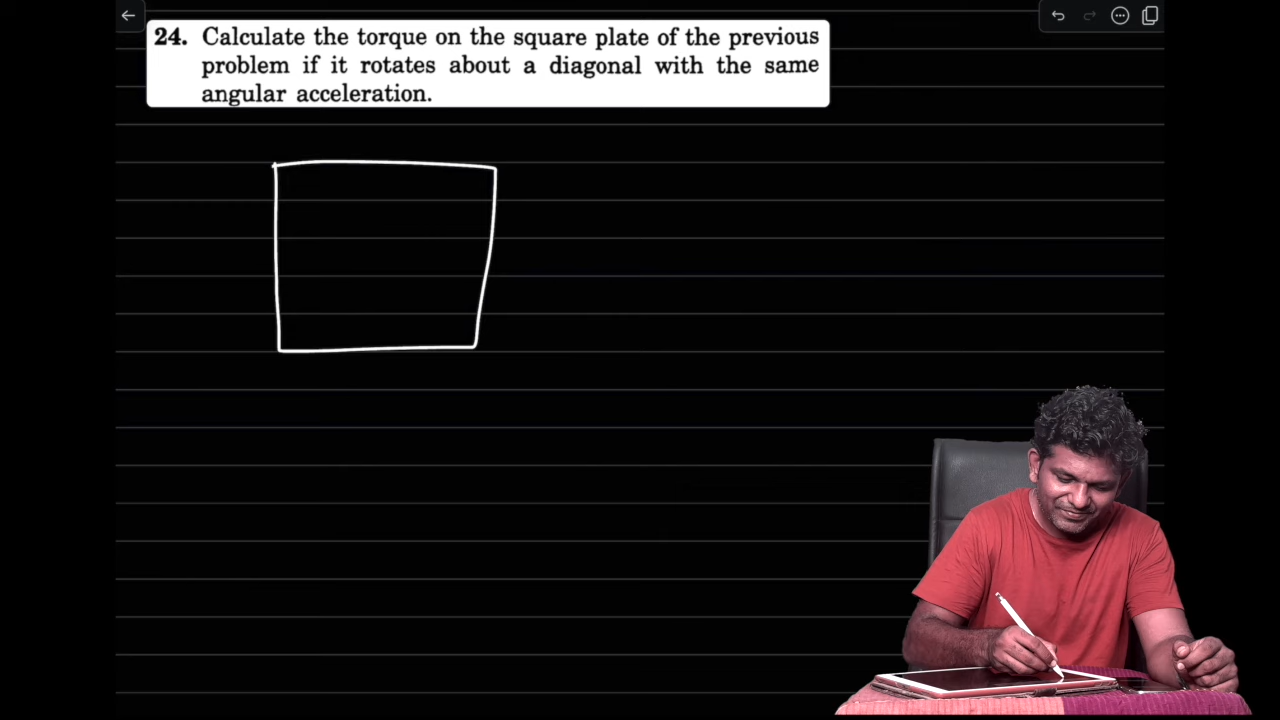 24. Calculate the torque on the square plate of the previous
problem if it rotates about a diagonal with the same
angular acceleration.